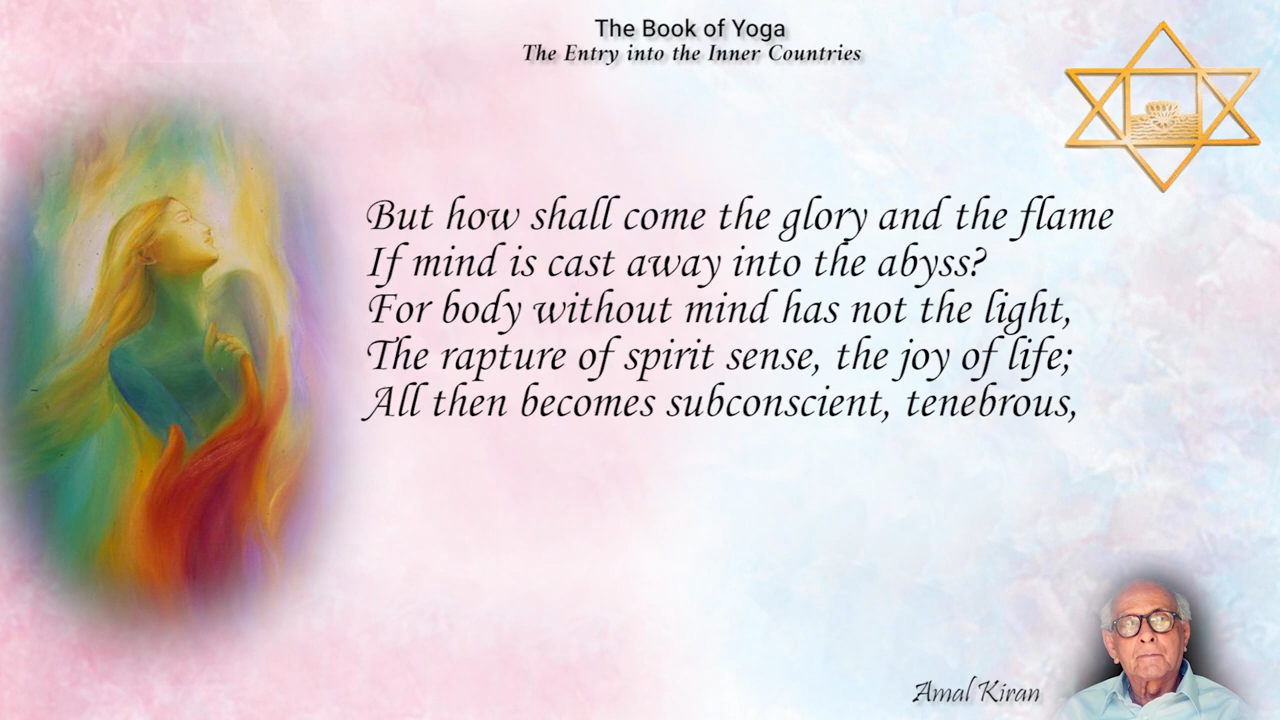 The Book of Yoga
The Entry into the Inner Countries
But how shall come the glory and the flame
If mind is cast away into the abyss?
For body without mind has not the light,
The rapture of spirit sense, the joy of life;
All then becomes subconscient, tenebrous,
Amal Kiran